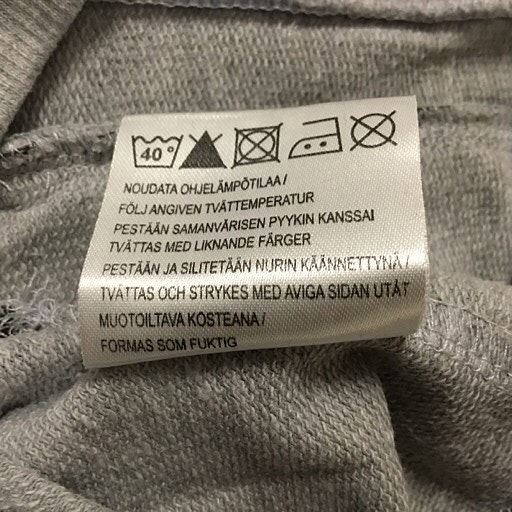 40°
NOUDATA OHJELÄMPÖTILAA/
FÖLJ ANGIVEN TVÄTTEMPERATUR
PESTÄÄN SAMANVÄRISEN PYYKIN KANSSA/
TVÄTTAS MED LIKNANDE FÄRGER
PESTÄÄN JA SILITETÄÄN NURIN KÄÄNNETTYNÄ/
TVÄTTAS OCH STRYKES MED AVIGA SIDAN UTÅT
MUOTOILTAVA KOSTEANA/
FORMAS SOM FUKTIG